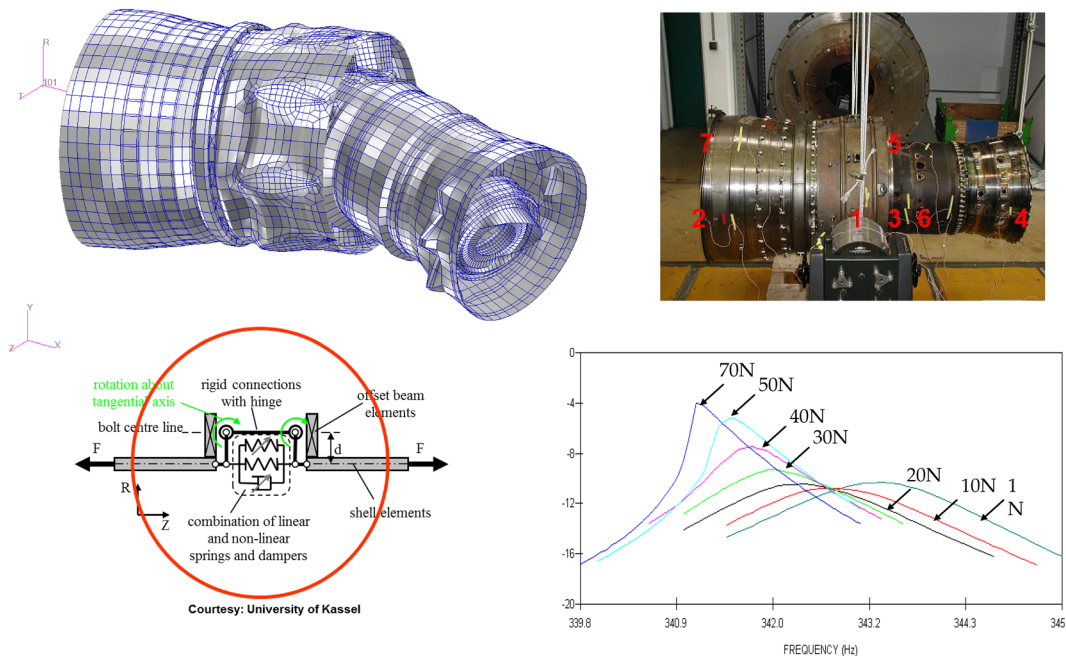 R
101
T
7
5
2
1
3
6
4
Y
Z
X
rotation about
tangential axis
rigid connections
with hinge
offset beam
elements
bolt centre line
F
d
F
R
Z
shell elements
combination of linear
and non-linear
springs and dampers
Courtesy: University of Kassel
0
-4
-8
-12
-16
-20
70N
50N
40N
30N
20N
10N
1
N
339.8
340.9
342.0
343.2
344.3
345
FREQUENCY (Hz)